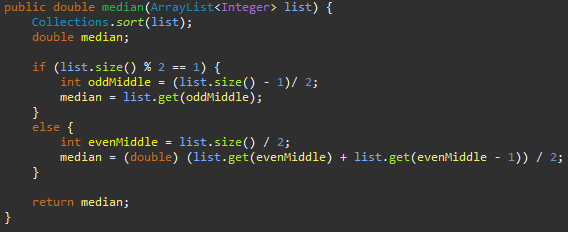 public double median(ArrayList<Integer> list) {
    Collections.sort(list);
    double median;

    if (list.size() % 2 == 1) {
        int oddMiddle = (list.size() - 1)/ 2;
        median = list.get(oddMiddle);
    }
    else {
        int evenMiddle = list.size() / 2;
        median = (double) (list.get(evenMiddle) + list.get(evenMiddle - 1)) / 2;
    }

    return median;
}